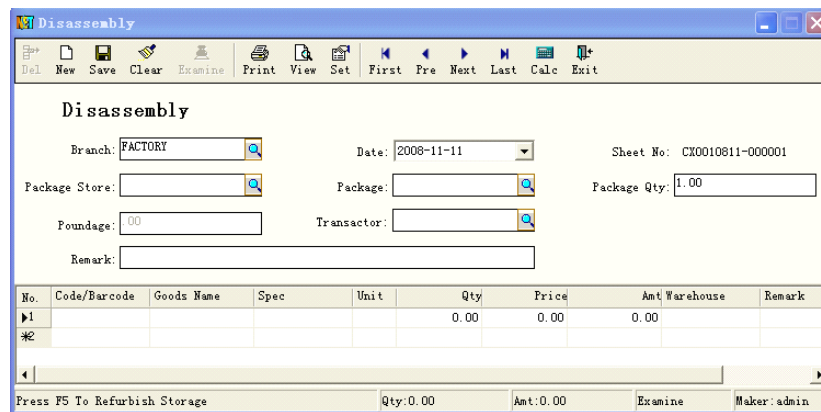 Disassembly
Del New Save Clear Examine Print View Set First Pre Next Last Calc Exit
Disassembly
Branch: FACTORY Date: 2008-11-11 Sheet No: CX0010811-000001
Package Store: Package: Package Qty: 1.00
Poundage: .00 Transactor:
Remark:
No. Code/Barcode Goods Name Spec Unit Qty Price Amt Warehouse Remark
1 0.00 0.00 0.00
2
Press F5 To Refurbish Storage Qty:0.00 Amt:0.00 Examine Maker:admin